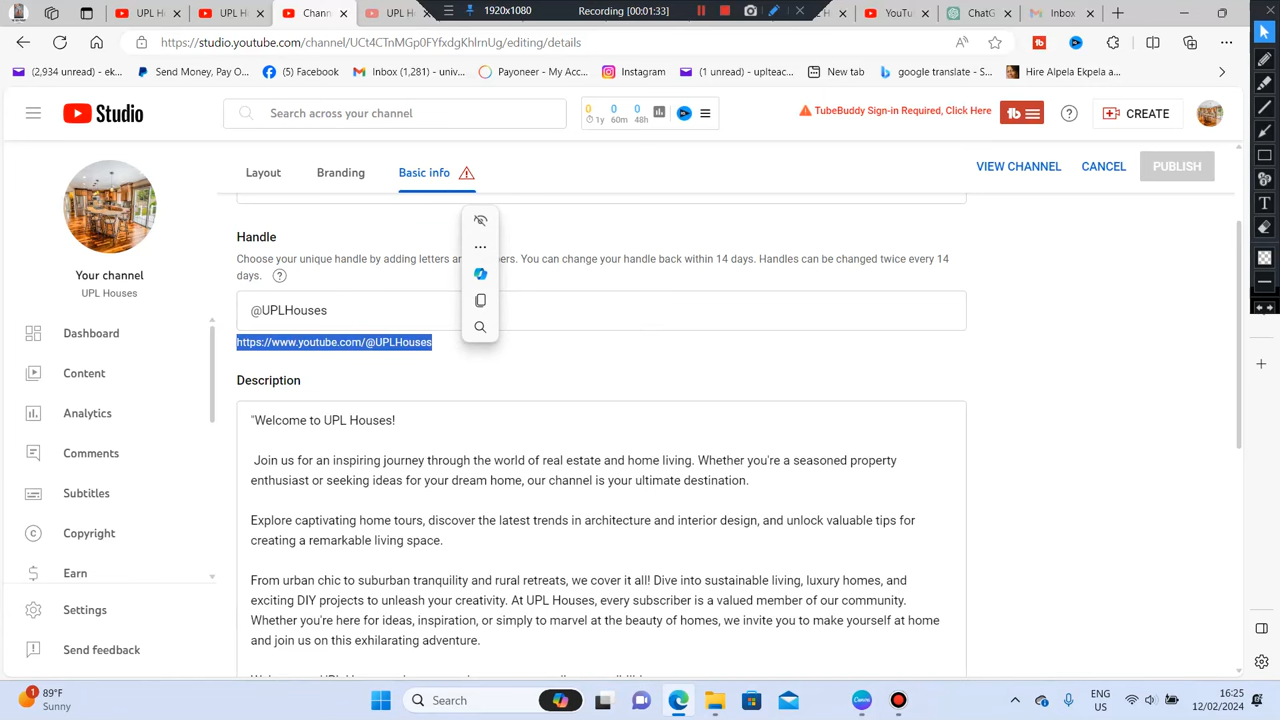 UPL H
UPL H
Chann
UPL H
1920x1080
Recording [00:01:33]
LH
YouTu
ChatG
Inbox (
https://studio.youtube.com/channel/UCt4CTnMGp0FYfxdgKhlrnUg/editing/details
(2,934 unread) - ek...
Send Money, Pay O...
(5) Facebook
Inbox (1,281) - univ...
Payoneer - Global P...
Instagram
(1 unread) - uplteac...
New tab
google translate - S...
Hire Alpela Ekpela a...
Studio
Search across your channel
0 0 0
1y 60m 48h
TubeBuddy Sign-in Required, Click Here
tb
CREATE
Layout
Branding
Basic info
VIEW CHANNEL
CANCEL
PUBLISH
Your channel
UPL Houses
Dashboard
Content
Analytics
Comments
Subtitles
Copyright
Earn
Settings
Send feedback
Handle
Choose your unique handle by adding letters an
ers. You can change your handle back within 14 days. Handles can be changed twice every 14
days.
@UPLHouses
https://www.youtube.com/@UPLHouses
Description
"Welcome to UPL Houses!
Join us for an inspiring journey through the world of real estate and home living. Whether you're a seasoned property
enthusiast or seeking ideas for your dream home, our channel is your ultimate destination.
Explore captivating home tours, discover the latest trends in architecture and interior design, and unlock valuable tips for
creating a remarkable living space.
From urban chic to suburban tranquility and rural retreats, we cover it all! Dive into sustainable living, luxury homes, and
exciting DIY projects to unleash your creativity. At UPL Houses, every subscriber is a valued member of our community.
Whether you're here for ideas, inspiration, or simply to marvel at the beauty of homes, we invite you to make yourself at home
and join us on this exhilarating adventure.
1
89°F
Sunny
Search
ENG
US
16:25
12/02/2024